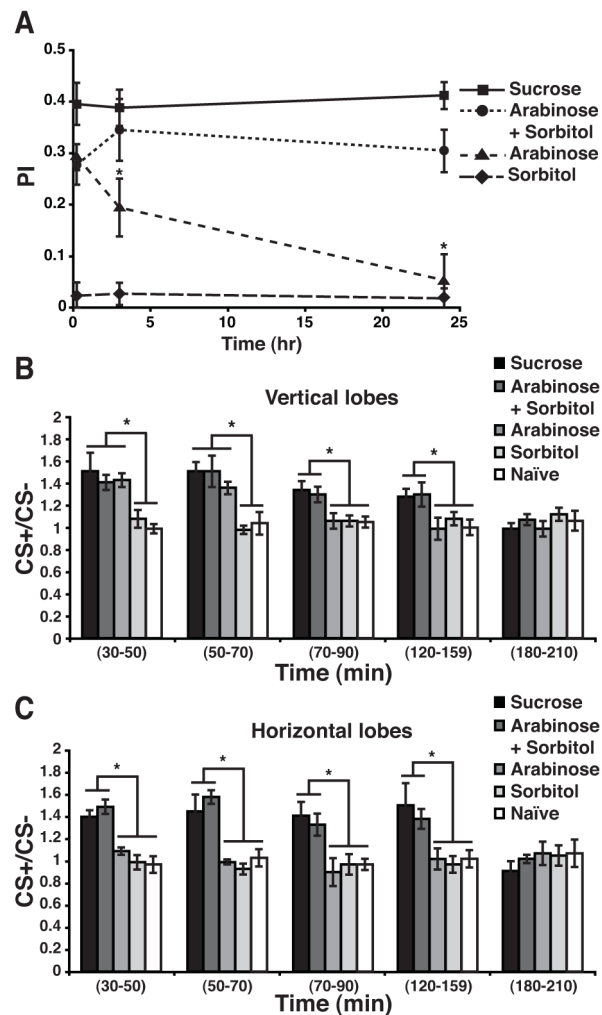 A
0.5
0.4
0.3
0.2
0.1
0
PI
*
*
0 5 10 15 20 25
Time (hr)
Sucrose
Arabinose
+ Sorbitol
Arabinose
Sorbitol
B
Vertical lobes
Sucrose
Arabinose
+ Sorbitol
Arabinose
Sorbitol
Naïve
2
1.8
1.6
1.4
1.2
1
0.8
0.6
0.4
0.2
0
CS+/CS-
* * * *
(30-50) (50-70) (70-90) (120-159) (180-210)
Time (min)
C
Horizontal lobes
Sucrose
Arabinose
+ Sorbitol
Arabinose
Sorbitol
Naïve
2
1.8
1.6
1.4
1.2
1
0.8
0.6
0.4
0.2
0
CS+/CS-
* * * *
(30-50) (50-70) (70-90) (120-159) (180-210)
Time (min)